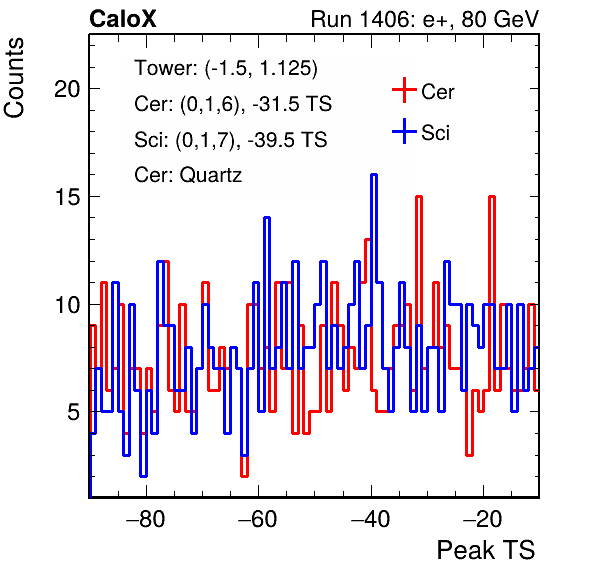 CaloX Run 1406: e+, 80 GeV
Counts
Tower: (-1.5, 1.125)
Cer: (0,1,6), -31.5 TS
Sci: (0,1,7), -39.5 TS
Cer: Quartz
Cer
Sci
20
15
10
5
−80 −60 −40 −20
Peak TS